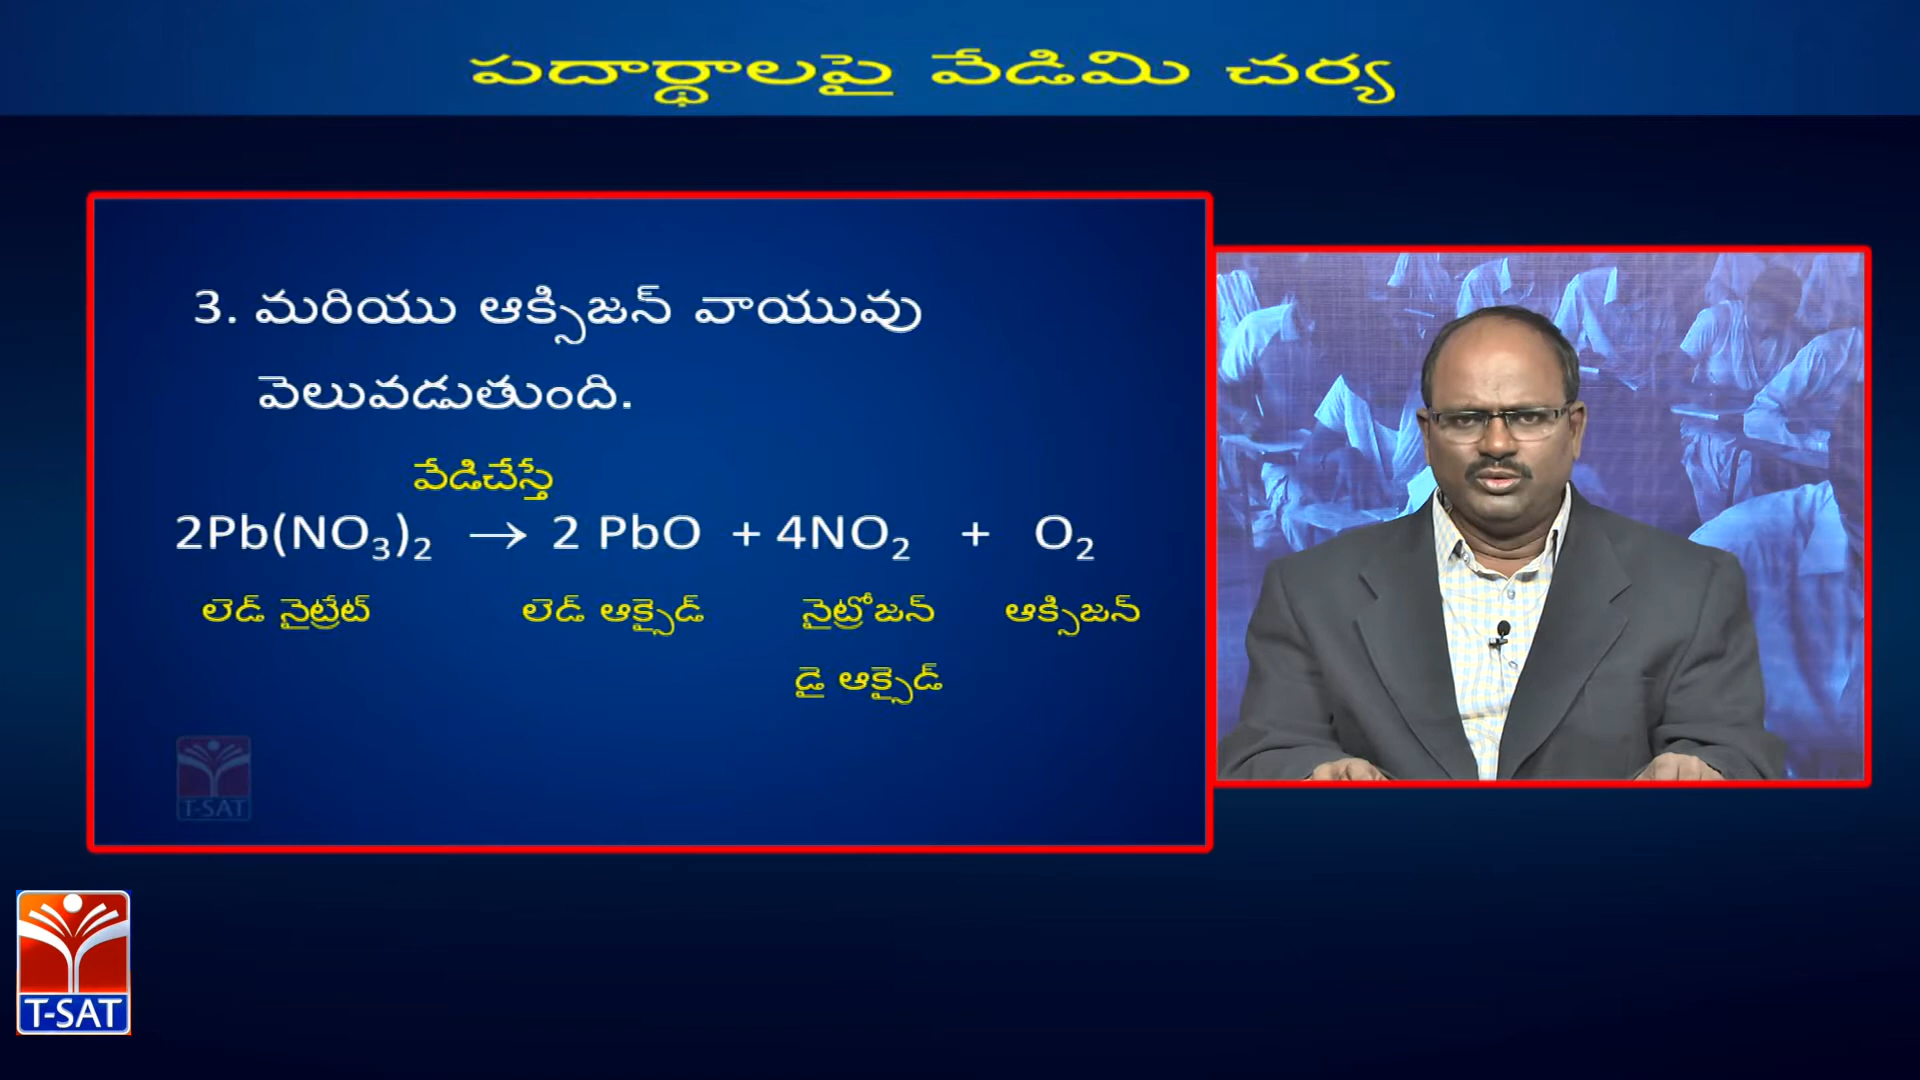 పదార్థాలపై వేడిమి చర్య
3. మరియు ఆక్సిజన్ వాయువు
వెలువడుతుంది.
వేడిచేస్తే
2Pb(NO₃)₂ → 2 PbO + 4NO₂ + O₂
లెడ్ నైట్రేట్ లెడ్ ఆక్సైడ్ నైట్రోజన్ ఆక్సిజన్
డై ఆక్సైడ్
T-SAT
T-SAT